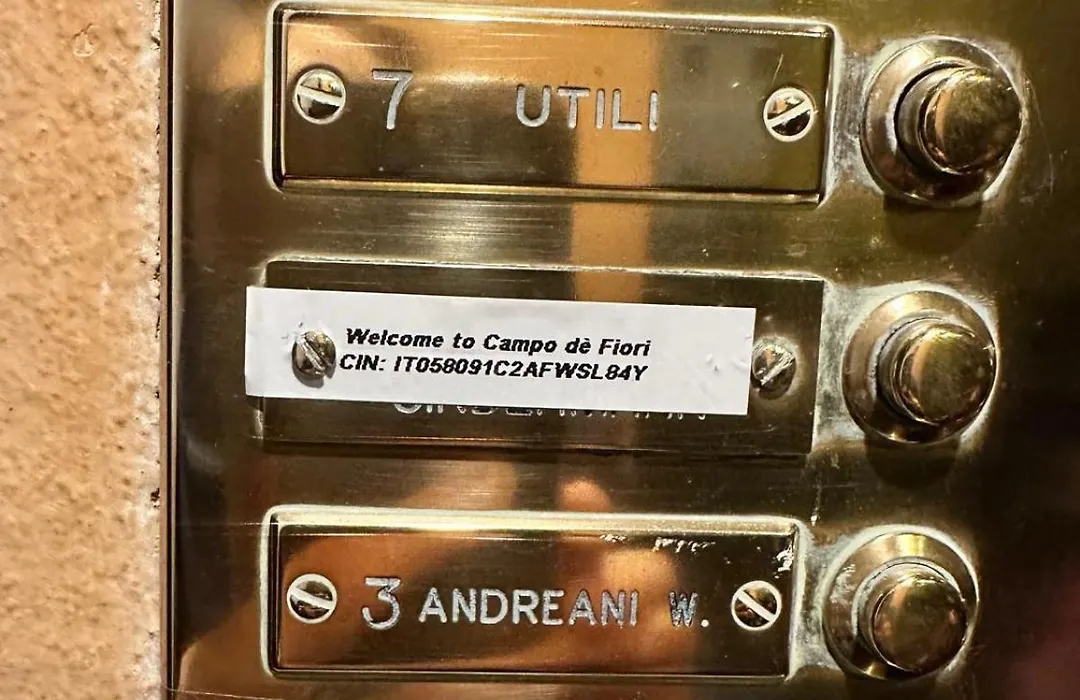 7 UTILI
Welcome to Campo dè Fiori
CIN: IT058091C2AFWSL84Y
3 ANDREANI W.